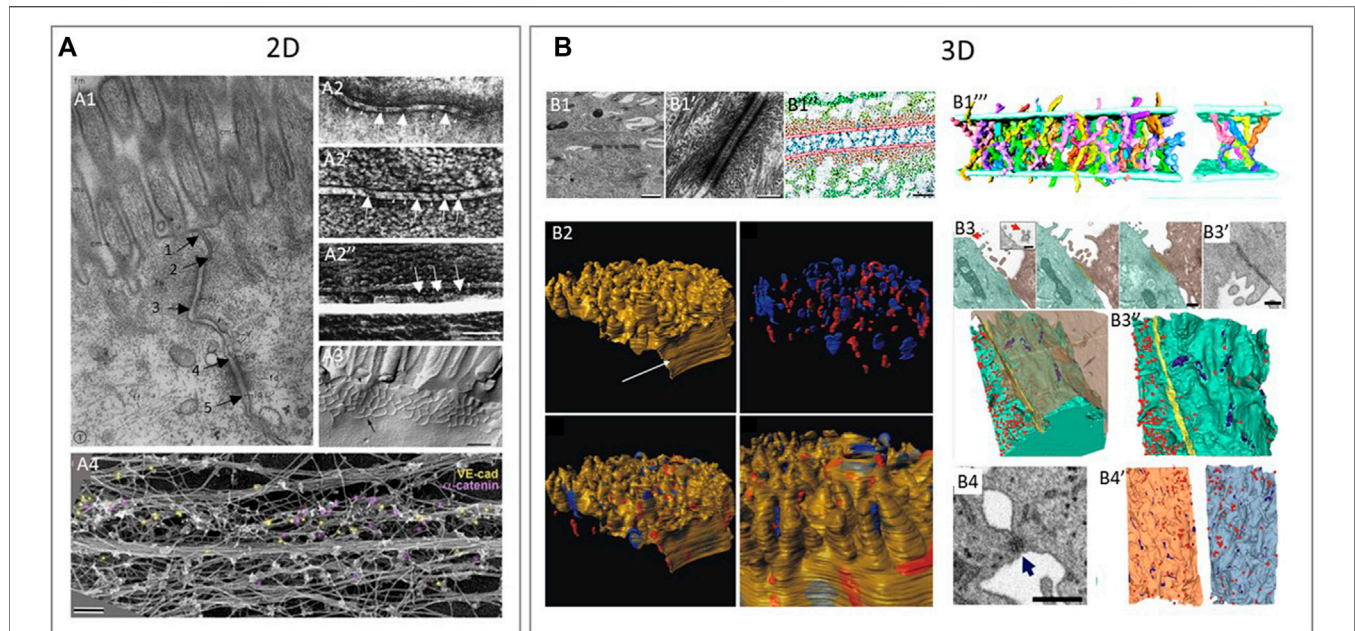 A
2D
B
3D
A1
1
2
3
4
5
A2
A2'
A2''
A3
A4
VE-cad
α-catenin
B1
B1'
B1''
B1'''
B2
B3
B3'
B3''
B4
B4'